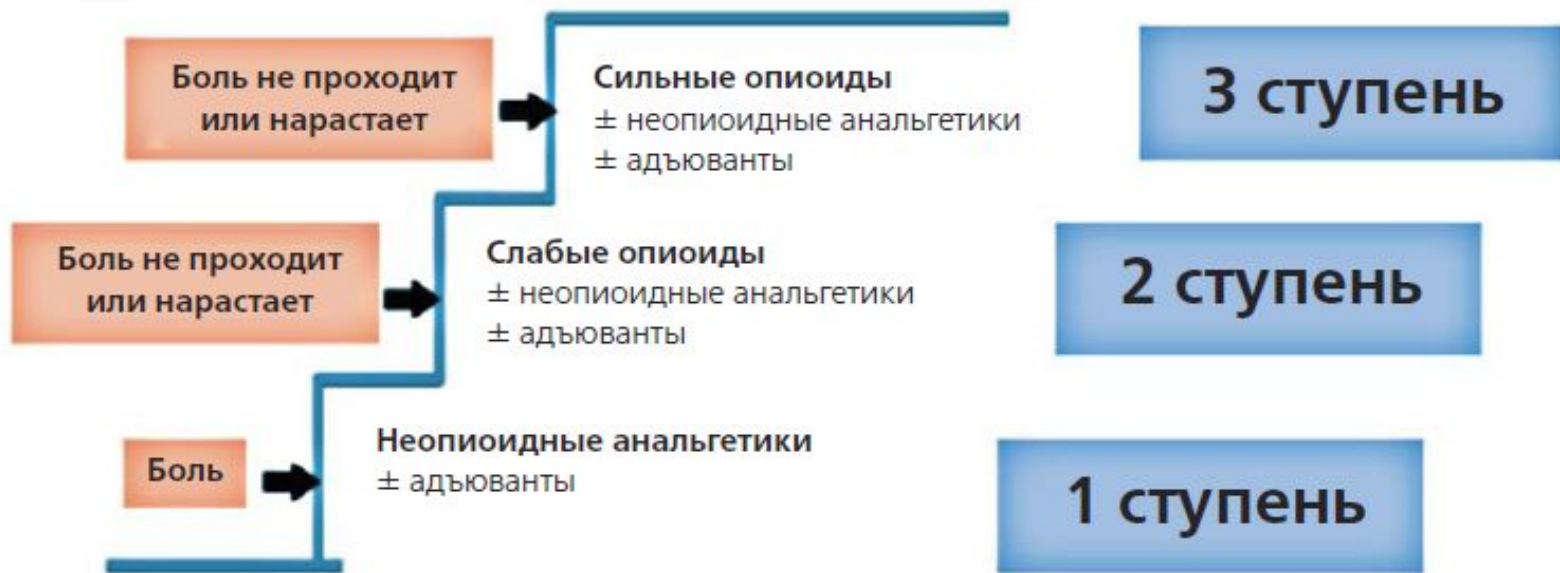 Боль не проходит
или нарастает
Сильные опиоиды
± неопиоидные анальгетики
± адъюванты
3 ступень
Боль не проходит
или нарастает
Слабые опиоиды
± неопиоидные анальгетики
± адъюванты
2 ступень
Боль
Неопиоидные анальгетики
± адъюванты
1 ступень